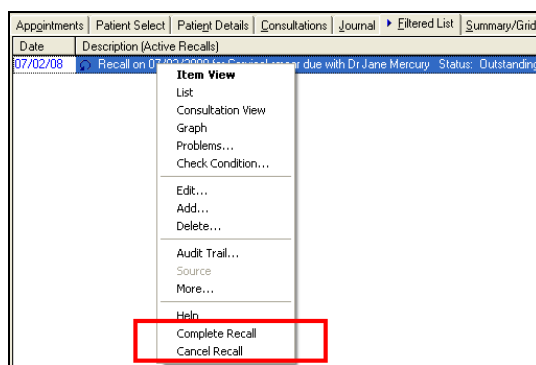 Appointments Patient Select Patient Details Consultations Journal Filtered List Summary/Grid
Date Description (Active Recalls)
07/02/08 Recall on 07/02/2008 for Cervical smear due with Dr Jane Mercury Status: Outstanding
Item View
List
Consultation View
Graph
Problems...
Check Condition...
Edit...
Add...
Delete...
Audit Trail...
Source
More...
Help
Complete Recall
Cancel Recall